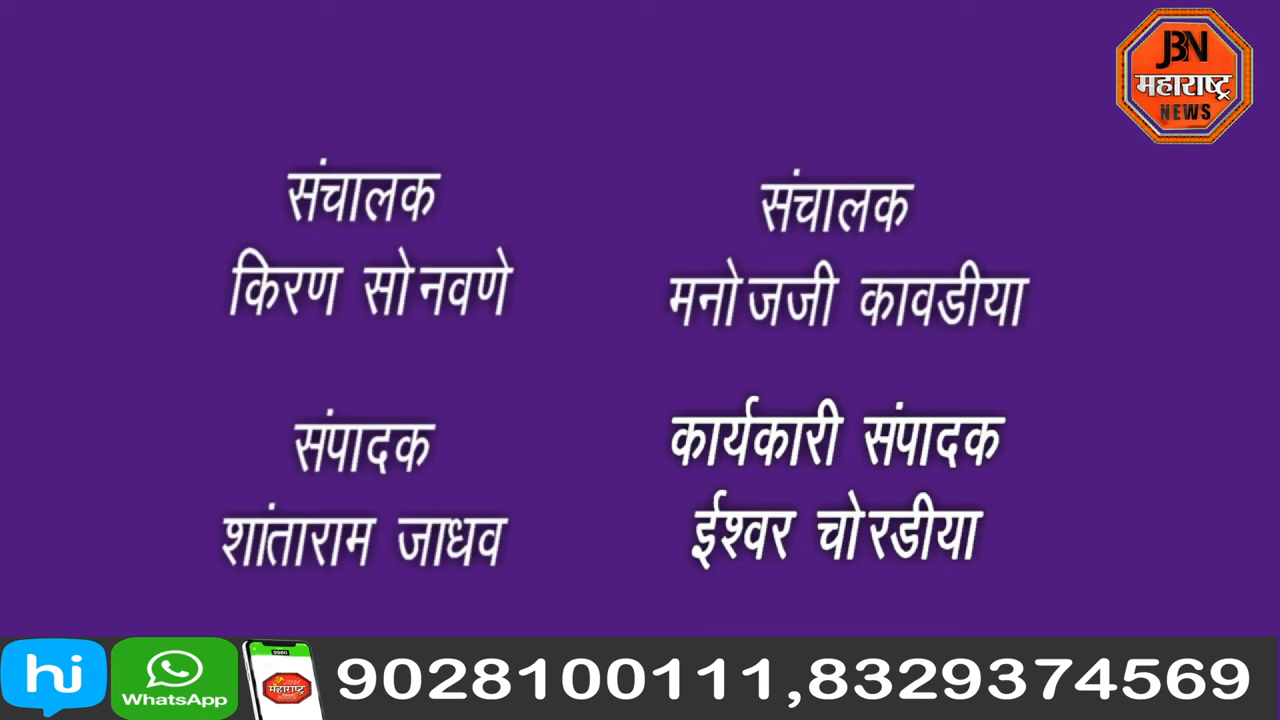 JBN
महाराष्ट्र
NEWS
संचालक
किरण सोनवणे
संचालक
मनोजजी कावडीया
संपादक
शांताराम जाधव
कार्यकारी संपादक
ईश्वर चोरडीया
hi
WhatsApp
महाराष्ट्र
9028100111,8329374569